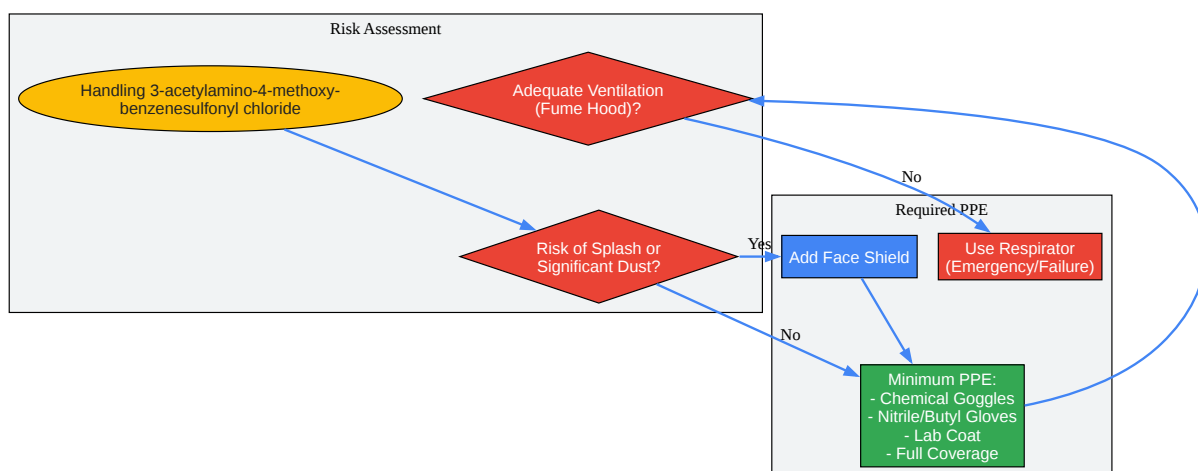 Risk Assessment
Handling 3-acetylamino-4-methoxy-
benzenesulfonyl chloride
Adequate Ventilation
(Fume Hood)?
No
Required PPE
Risk of Splash or
Significant Dust?
Yes
Add Face Shield
Use Respirator
(Emergency/Failure)
No
Minimum PPE:
- Chemical Goggles
- Nitrile/Butyl Gloves
- Lab Coat
- Full Coverage